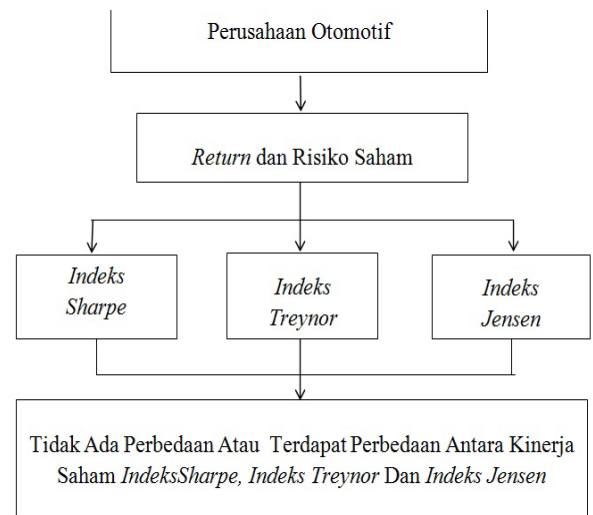 Perusahaan Otomotif
Return dan Risiko Saham
Indeks
Sharpe
Indeks
Treynor
Indeks
Jensen
Tidak Ada Perbedaan Atau Terdapat Perbedaan Antara Kinerja
Saham IndeksSharpe, Indeks Treynor Dan Indeks Jensen